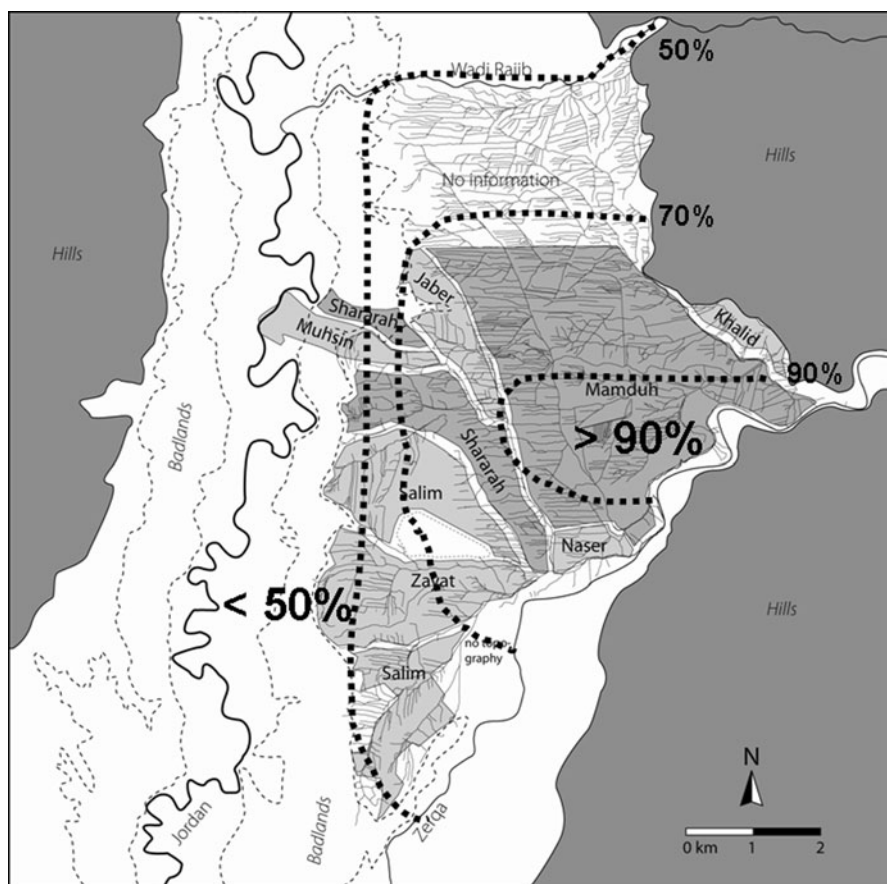 50%
Wadi Rajib
Hills
No information
70%
Hills
Jaber
Khalid
Shararah
Muhsin
90%
Mamduh
Badlands
> 90%
Shararah
Salim
Naser
Zayat
< 50%
Hills
no topo-
graphy
Salim
N
Jordan
Badlands
Zerqa
0 km 1 2